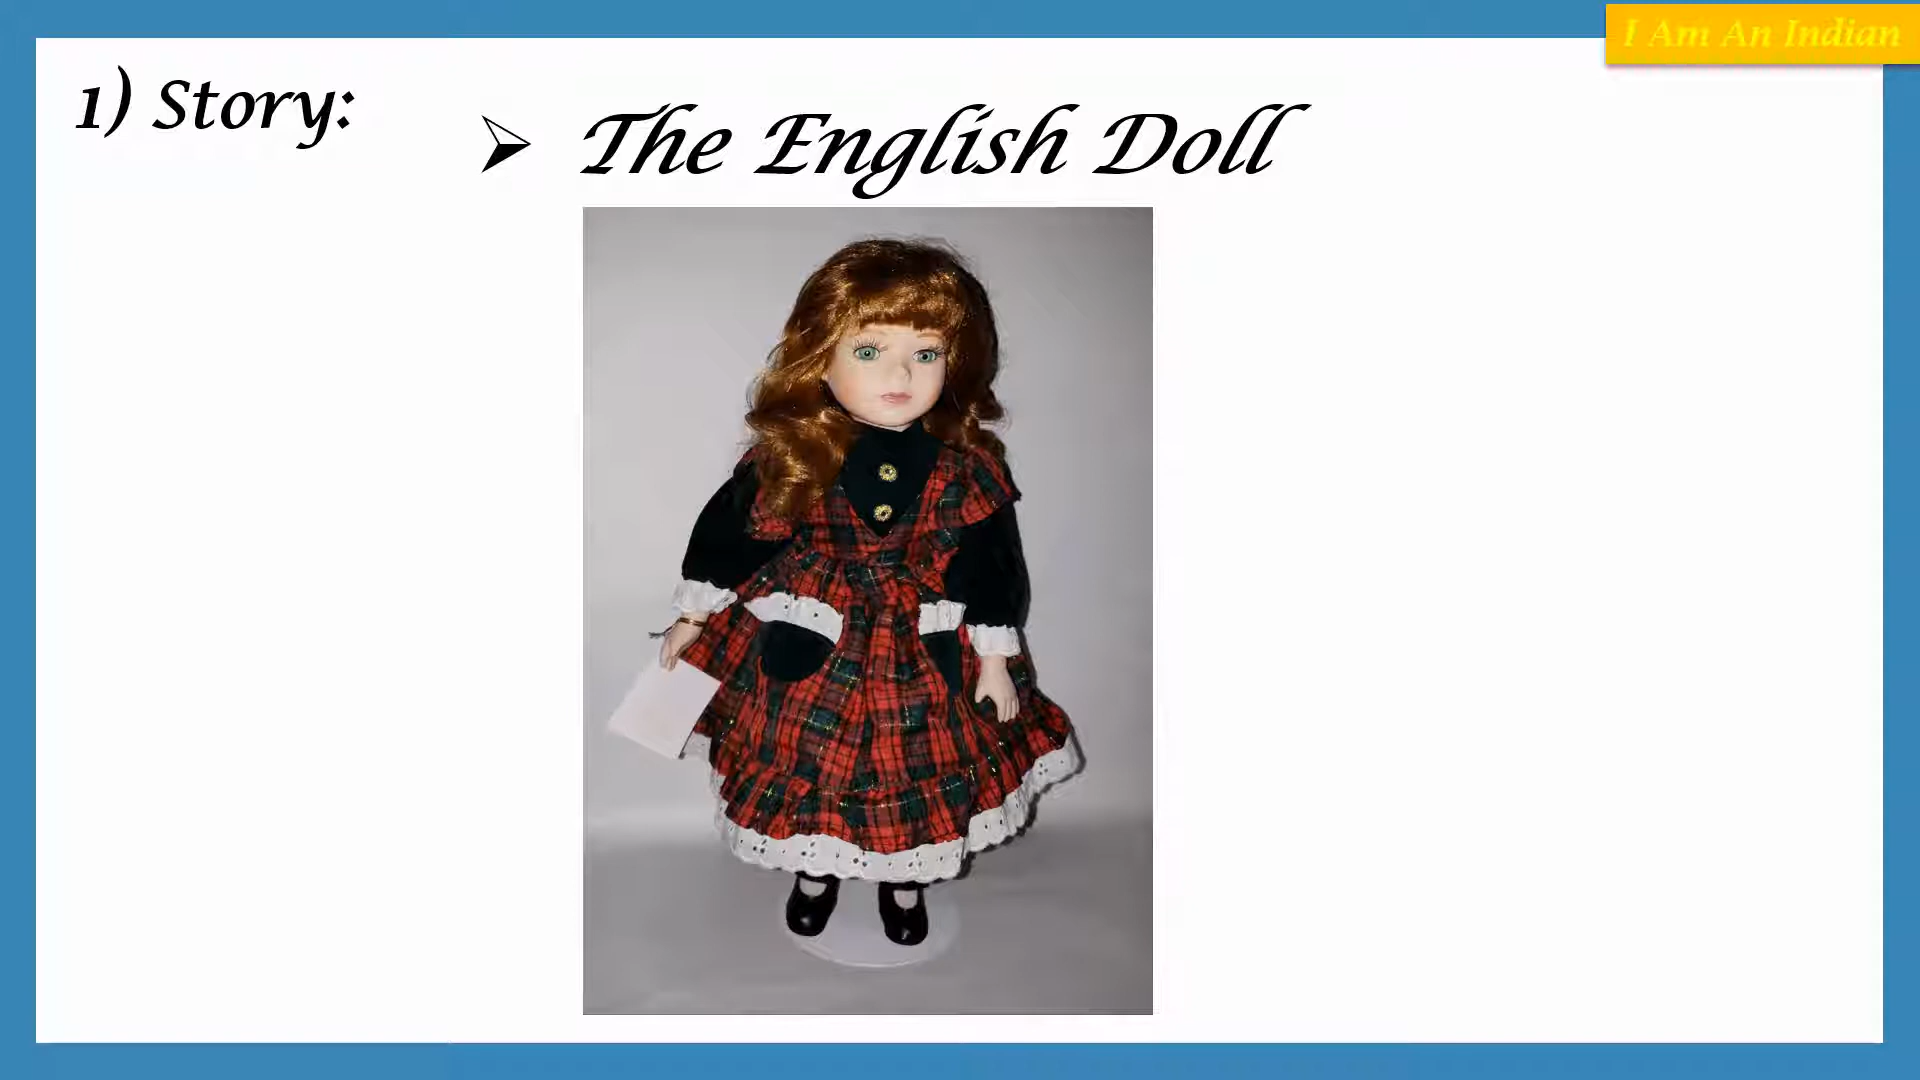 I Am An Indian
1) Story:
➢ The English Doll